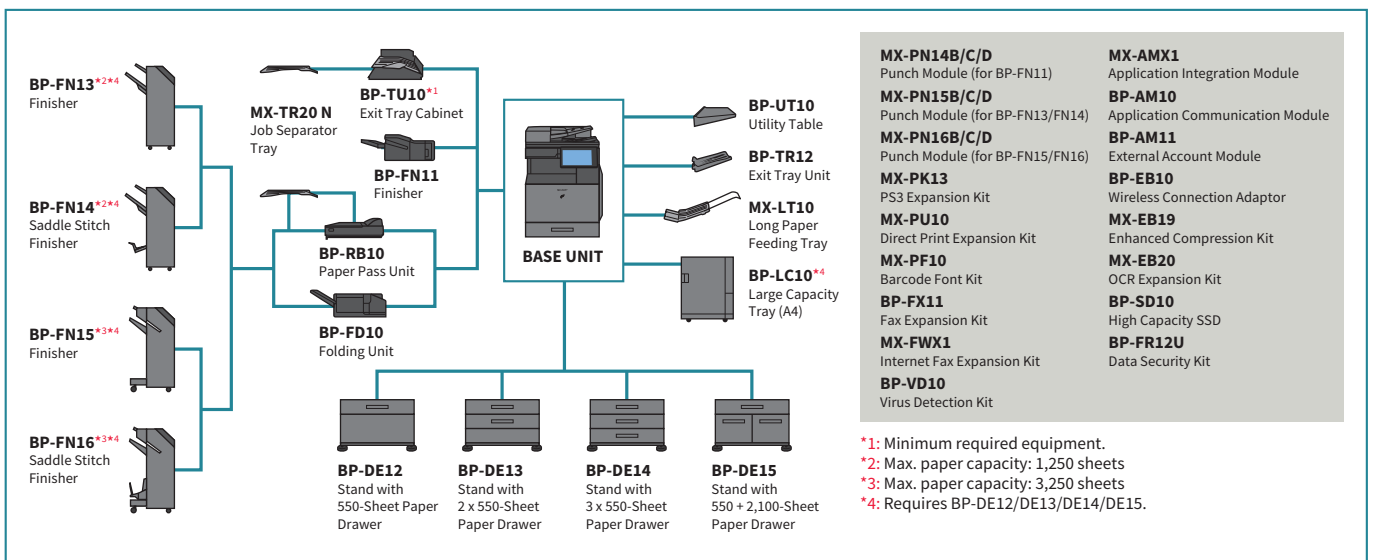 BP-FN13*2*4
Finisher
BP-FN14*2*4
Saddle Stitch
Finisher
BP-FN15*3*4
Finisher
BP-FN16*3*4
Saddle Stitch
Finisher
MX-TR20 N
Job Separator
Tray
BP-TU10*1
Exit Tray Cabinet
BP-FN11
Finisher
BP-RB10
Paper Pass Unit
BP-FD10
Folding Unit
BASE UNIT
BP-UT10
Utility Table
BP-TR12
Exit Tray Unit
MX-LT10
Long Paper
Feeding Tray
BP-LC10*4
Large Capacity
Tray (A4)
BP-DE12
Stand with
550-Sheet Paper
Drawer
BP-DE13
Stand with
2 x 550-Sheet
Paper Drawer
BP-DE14
Stand with
3 x 550-Sheet
Paper Drawer
BP-DE15
Stand with
550 + 2,100-Sheet
Paper Drawer
MX-PN14B/C/D
Punch Module (for BP-FN11)
MX-PN15B/C/D
Punch Module (for BP-FN13/FN14)
MX-PN16B/C/D
Punch Module (for BP-FN15/FN16)
MX-PK13
PS3 Expansion Kit
MX-PU10
Direct Print Expansion Kit
MX-PF10
Barcode Font Kit
BP-FX11
Fax Expansion Kit
MX-FWX1
Internet Fax Expansion Kit
BP-VD10
Virus Detection Kit
MX-AMX1
Application Integration Module
BP-AM10
Application Communication Module
BP-AM11
External Account Module
BP-EB10
Wireless Connection Adaptor
MX-EB19
Enhanced Compression Kit
MX-EB20
OCR Expansion Kit
BP-SD10
High Capacity SSD
BP-FR12U
Data Security Kit
*1: Minimum required equipment.
*2: Max. paper capacity: 1,250 sheets
*3: Max. paper capacity: 3,250 sheets
*4: Requires BP-DE12/DE13/DE14/DE15.